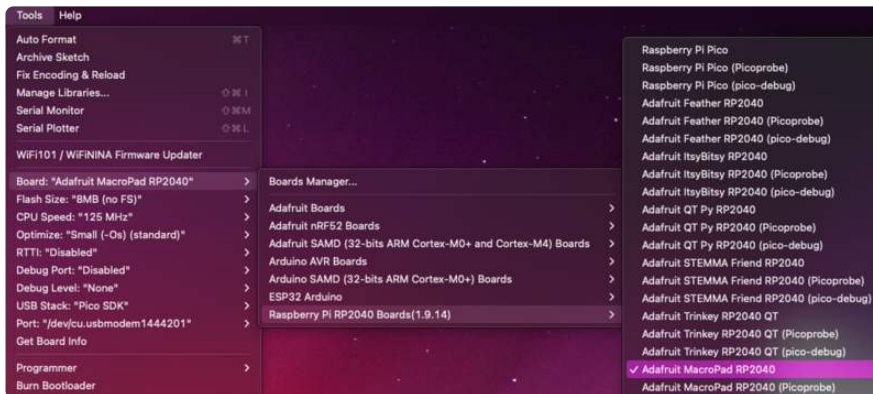 Tools Help
Auto Format ⌘T
Archive Sketch
Fix Encoding & Reload
Manage Libraries... ⇧⌘I
Serial Monitor ⇧⌘M
Serial Plotter ⇧⌘L
WiFi101 / WiFiNINA Firmware Updater
Board: "Adafruit MacroPad RP2040"
Flash Size: "8MB (no FS)"
CPU Speed: "125 MHz"
Optimize: "Small (-Os) (standard)"
RTTI: "Disabled"
Debug Port: "Disabled"
Debug Level: "None"
USB Stack: "Pico SDK"
Port: "/dev/cu.usbmodem1444201"
Get Board Info
Programmer
Burn Bootloader
Boards Manager...
Adafruit Boards
Adafruit nRF52 Boards
Adafruit SAMD (32-bits ARM Cortex-M0+ and Cortex-M4) Boards
Arduino AVR Boards
Arduino SAMD (32-bits ARM Cortex-M0+) Boards
ESP32 Arduino
Raspberry Pi RP2040 Boards(1.9.14)
Raspberry Pi Pico
Raspberry Pi Pico (Picoprobe)
Raspberry Pi Pico (pico-debug)
Adafruit Feather RP2040
Adafruit Feather RP2040 (Picoprobe)
Adafruit Feather RP2040 (pico-debug)
Adafruit ItsyBitsy RP2040
Adafruit ItsyBitsy RP2040 (Picoprobe)
Adafruit ItsyBitsy RP2040 (pico-debug)
Adafruit QT Py RP2040
Adafruit QT Py RP2040 (Picoprobe)
Adafruit QT Py RP2040 (pico-debug)
Adafruit STEMMA Friend RP2040
Adafruit STEMMA Friend RP2040 (Picoprobe)
Adafruit STEMMA Friend RP2040 (pico-debug)
Adafruit Trinkey RP2040 QT
Adafruit Trinkey RP2040 QT (Picoprobe)
Adafruit Trinkey RP2040 QT (pico-debug)
✓ Adafruit MacroPad RP2040
Adafruit MacroPad RP2040 (Picoprobe)